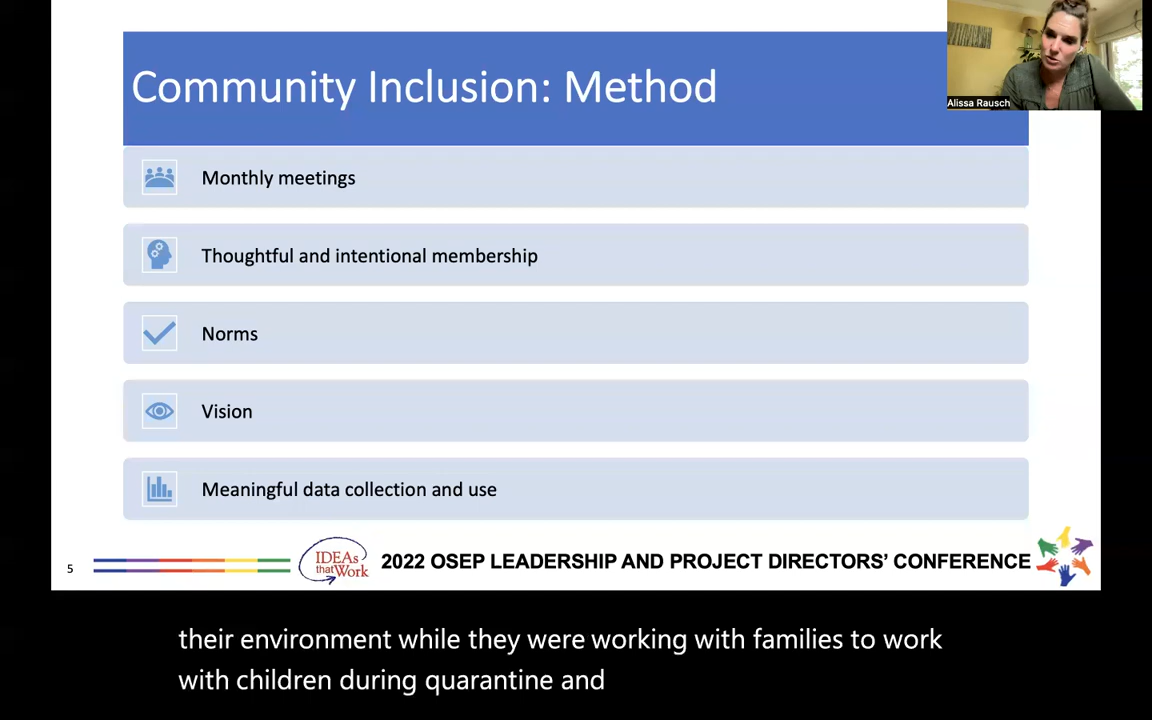 Community Inclusion: Method
Alissa Rausch
Monthly meetings
Thoughtful and intentional membership
Norms
Vision
Meaningful data collection and use
5
IDEAs
that Work
2022 OSEP LEADERSHIP AND PROJECT DIRECTORS' CONFERENCE
their environment while they were working with families to work
with children during quarantine and